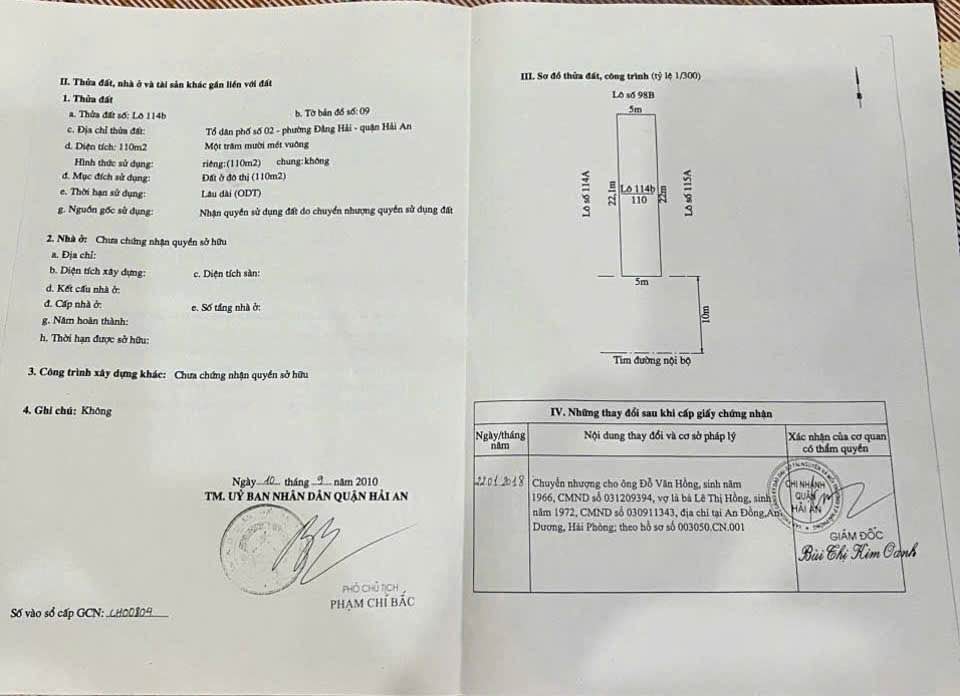 II. Thửa đất, nhà ở và tài sản khác gắn liền với đất
1. Thửa đất
a. Thửa đất số: Lô 114b
b. Tờ bản đồ số: 09
c. Địa chỉ thửa đất: Tổ dân phố số 02 - phường Đằng Hải - quận Hải An
d. Diện tích: 110m2 Một trăm mười mét vuông
Hình thức sử dụng: riêng:(110m2) chung:không
đ. Mục đích sử dụng: Đất ở đô thị (110m2)
e. Thời hạn sử dụng: Lâu dài (ODT)
g. Nguồn gốc sử dụng: Nhận quyền sử dụng đất do chuyển nhượng quyền sử dụng đất
2. Nhà ở: Chưa chứng nhận quyền sở hữu
a. Địa chỉ:
b. Diện tích xây dựng: c. Diện tích sàn:
d. Kết cấu nhà ở:
đ. Cấp nhà ở: e. Số tầng nhà ở:
g. Năm hoàn thành:
h. Thời hạn được sở hữu:
3. Công trình xây dựng khác: Chưa chứng nhận quyền sở hữu
4. Ghi chú: Không
Ngày 10 tháng 9 năm 2010
TM. UỶ BAN NHÂN DÂN QUẬN HẢI AN
PHÓ CHỦ TỊCH
PHẠM CHÍ BẮC
Số vào sổ cấp GCN: CH00804
III. Sơ đồ thửa đất, công trình (tỷ lệ 1/300)
Lô số 98B
5m
Lô số 114A
22,1m
Lô 114b
110
22m
Lô số 115A
5m
10m
Tim đường nội bộ
IV. Những thay đổi sau khi cấp giấy chứng nhận
Ngày/tháng
năm
Nội dung thay đổi và cơ sở pháp lý
Xác nhận của cơ quan
có thẩm quyền
22.01.2018
Chuyển nhượng cho ông Đỗ Văn Hồng, sinh năm
1966, CMND số 031209394, vợ là bà Lê Thị Hồng, sinh
năm 1972, CMND số 030911343, địa chỉ tại An Đồng,An
Dương, Hải Phòng; theo hồ sơ số 003050.CN.001
CHI NHÁNH
QUẬN
HẢI AN
GIÁM ĐỐC
Bùi Thị Kim Oanh